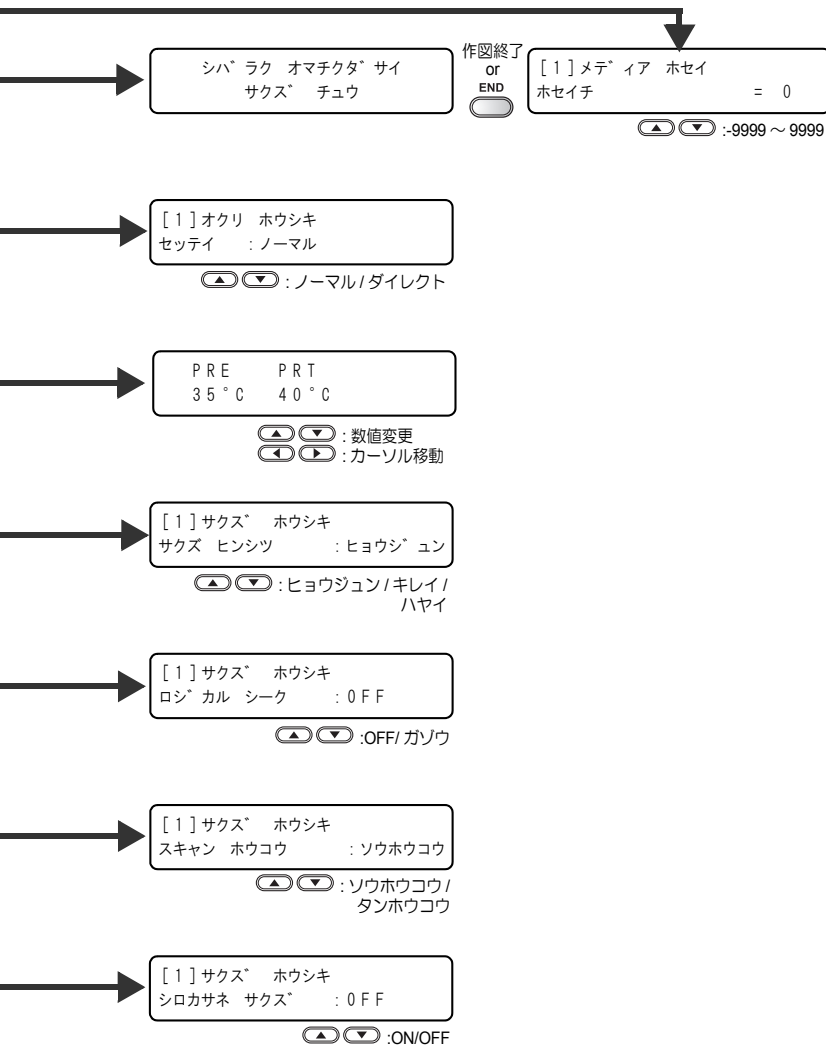 シバラク オマチクダサイ
サクズ チュウ
作図終了
or
END
[1]メディア ホセイ
ホセイチ = 0
:-9999 ～ 9999
[1]オクリ ホウシキ
セッテイ :ノーマル
: ノーマル / ダイレクト
PRE PRT
35°C 40°C
: 数値変更
: カーソル移動
[1]サクズ ホウシキ
サクズ ヒンシツ :ヒョウジュン
: ヒョウジュン / キレイ /
ハヤイ
[1]サクズ ホウシキ
ロジカル シーク :OFF
:OFF/ ガゾウ
[1]サクズ ホウシキ
スキャン ホウコウ :ソウホウコウ
: ソウホウコウ /
タンホウコウ
[1]サクズ ホウシキ
シロカサネ サクズ :OFF
:ON/OFF